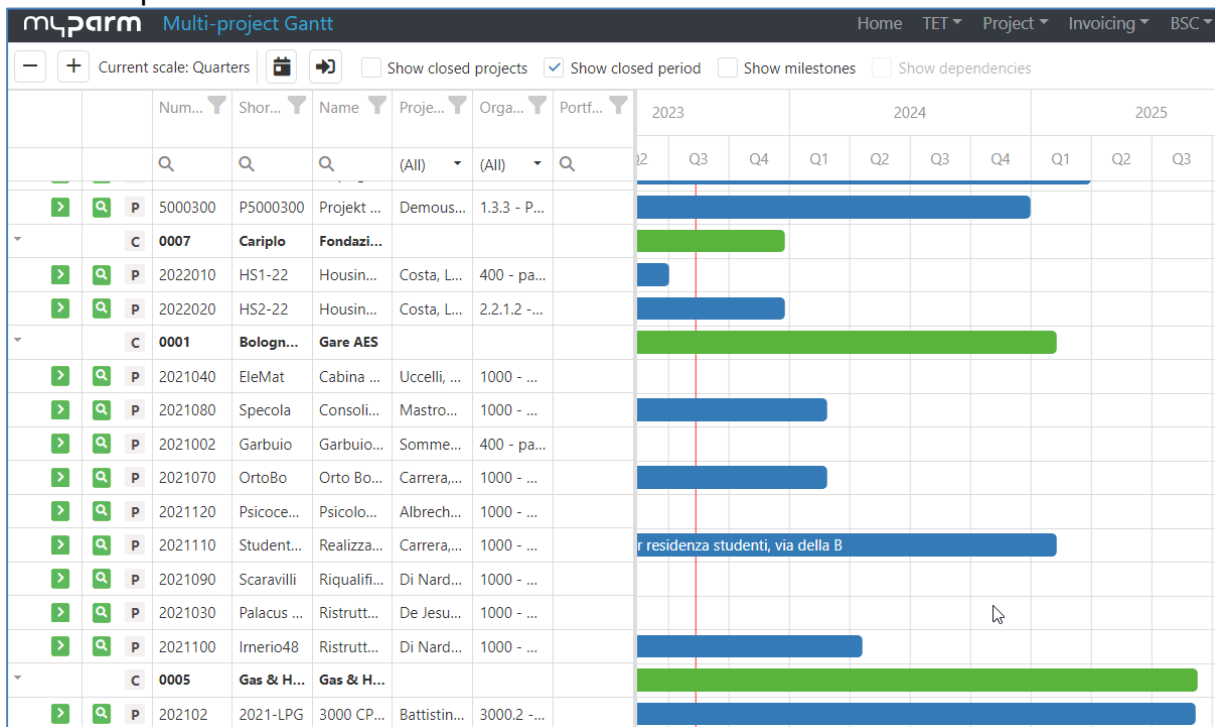 myparm Multi-project Gantt Home TET Project Invoicing BSC
Current scale: Quarters Show closed projects Show closed period Show milestones Show dependencies
Num... Shor... Name Proje... Orga... Portf... 2023 2024 2025
(All) (All) Q2 Q3 Q4 Q1 Q2 Q3 Q4 Q1 Q2 Q3
P 5000300 P5000300 Projekt ... Demous... 1.3.3 - P...
C 0007 Cariplo Fondazi...
P 2022010 HS1-22 Housin... Costa, L... 400 - pa...
P 2022020 HS2-22 Housin... Costa, L... 2.2.1.2 -...
C 0001 Bologn... Gare AES
P 2021040 EleMat Cabina ... Uccelli, ... 1000 - ...
P 2021080 Specola Consoli... Mastro... 1000 - ...
P 2021002 Garbuio Garbuio... Somme... 400 - pa...
P 2021070 OrtoBo Orto Bo... Carrera,... 1000 - ...
P 2021120 Psicoce... Psicolo... Albrech... 1000 - ...
P 2021110 Student... Realizza... Carrera,... 1000 - ... r residenza studenti, via della B
P 2021090 Scaravilli Riqualifi... Di Nard... 1000 - ...
P 2021030 Palacus ... Ristrutt... De Jesu... 1000 - ...
P 2021100 Irnerio48 Ristrutt... Di Nard... 1000 - ...
C 0005 Gas & H... Gas & H...
P 202102 2021-LPG 3000 CP... Battistin... 3000.2 -...